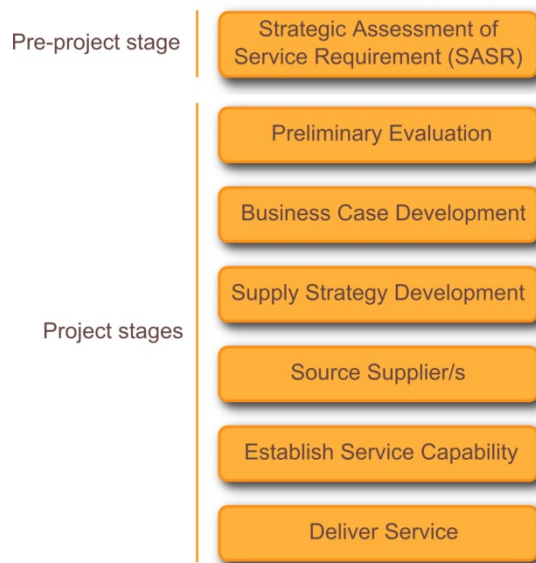 Pre-project stage
Strategic Assessment of
Service Requirement (SASR)
Preliminary Evaluation
Business Case Development
Supply Strategy Development
Project stages
Source Supplier/s
Establish Service Capability
Deliver Service